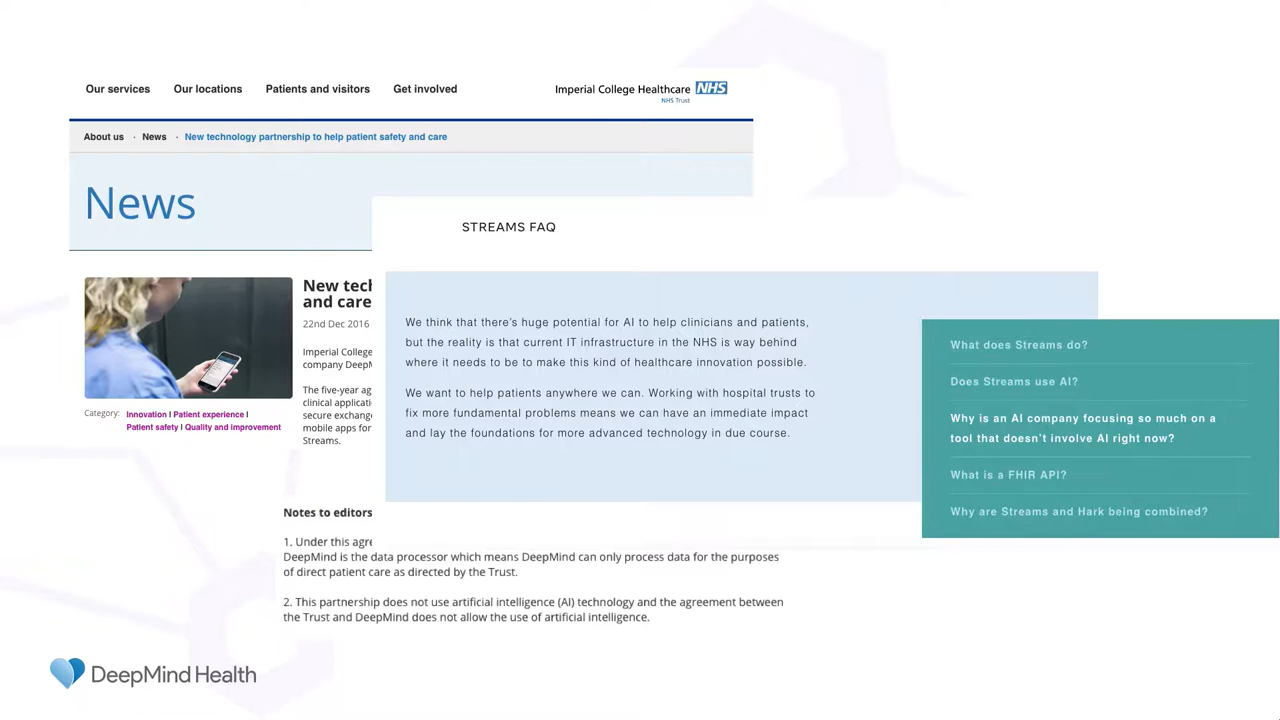 Our services Our locations Patients and visitors Get involved
Imperial College Healthcare NHS
NHS Trust
About us · News · New technology partnership to help patient safety and care
News
New tech
and care
22nd Dec 2016
Imperial College
company DeepM
The five-year ag
clinical applicati
secure exchange
mobile apps for
Streams.
Category: Innovation | Patient experience |
Patient safety | Quality and improvement
STREAMS FAQ
We think that there's huge potential for AI to help clinicians and patients,
but the reality is that current IT infrastructure in the NHS is way behind
where it needs to be to make this kind of healthcare innovation possible.
We want to help patients anywhere we can. Working with hospital trusts to
fix more fundamental problems means we can have an immediate impact
and lay the foundations for more advanced technology in due course.
What does Streams do?
Does Streams use AI?
Why is an AI company focusing so much on a
tool that doesn't involve AI right now?
What is a FHIR API?
Why are Streams and Hark being combined?
Notes to editors
1. Under this agre
DeepMind is the data processor which means DeepMind can only process data for the purposes
of direct patient care as directed by the Trust.
2. This partnership does not use artificial intelligence (AI) technology and the agreement between
the Trust and DeepMind does not allow the use of artificial intelligence.
DeepMind Health